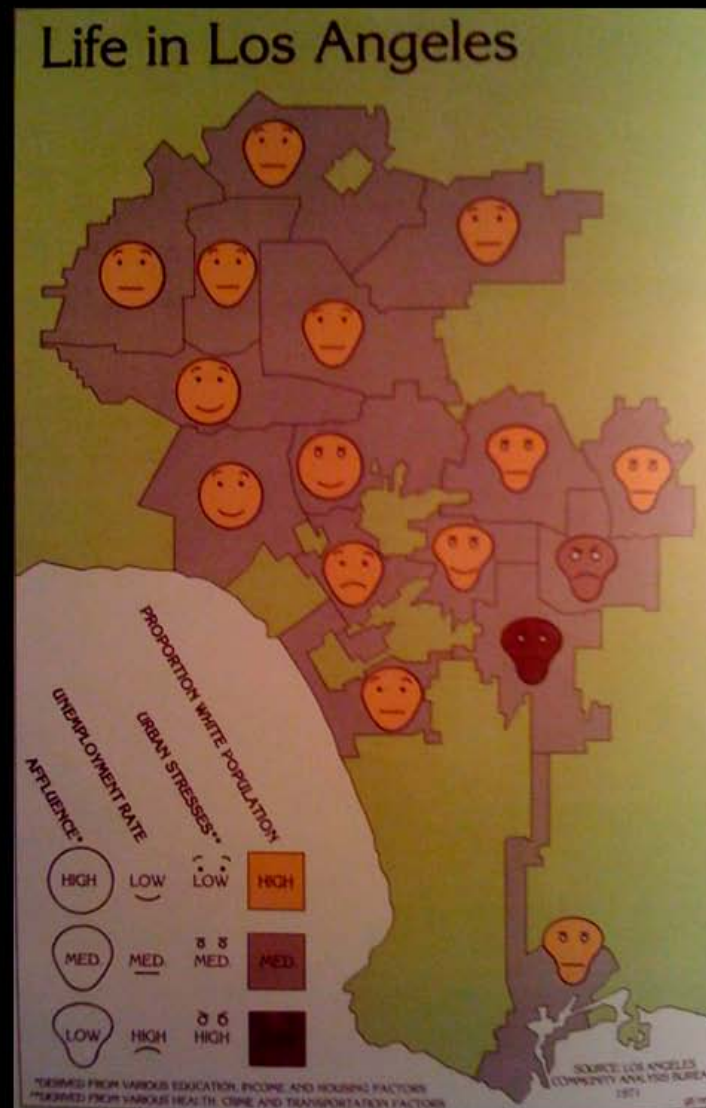 Life in Los Angeles
AFFLUENCE*
UNEMPLOYMENT RATE
URBAN STRESSES**
PROPORTION WHITE POPULATION
HIGH LOW LOW HIGH
MED. MED. MED. MED.
LOW HIGH HIGH
*DERIVED FROM VARIOUS EDUCATION, INCOME AND HOUSING FACTORS
**DERIVED FROM VARIOUS HEALTH, CRIME AND TRANSPORTATION FACTORS
SOURCE: LOS ANGELES
COMMUNITY ANALYSIS BUREA
1971